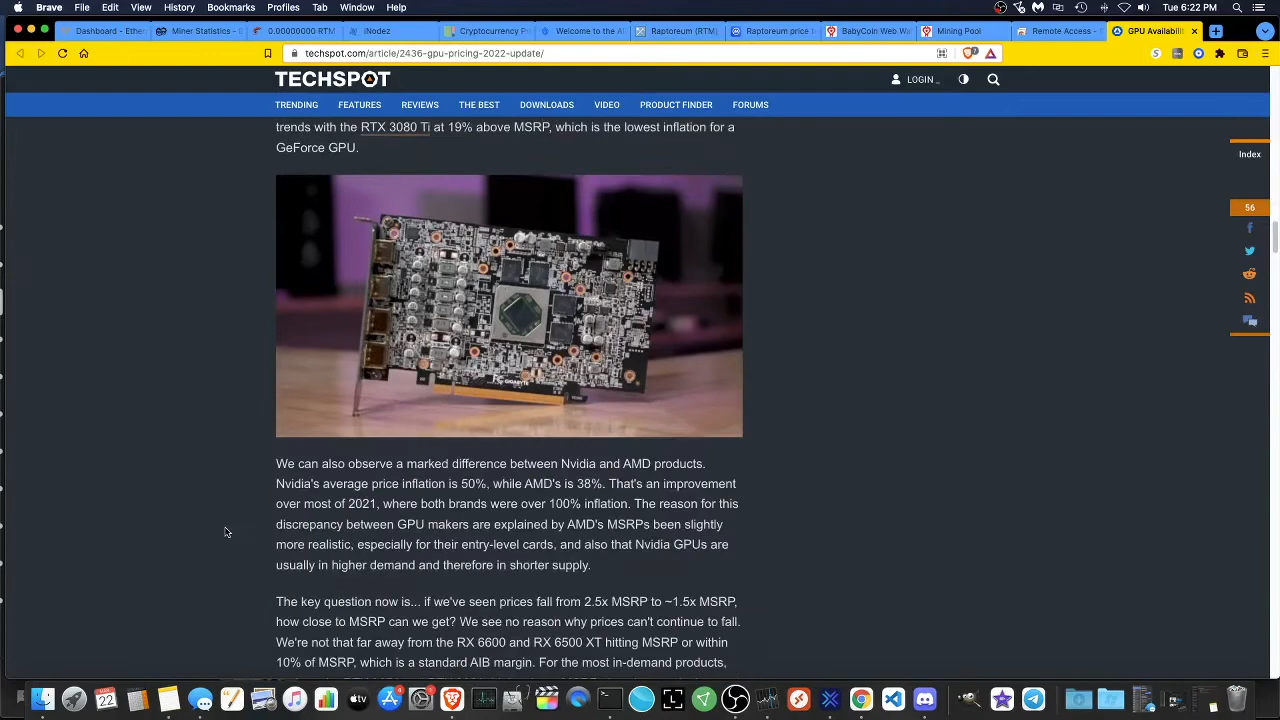 Brave File Edit View History Bookmarks Profiles Tab Window Help Tue 6:22 PM
Dashboard - Ether Miner Statistics - 0.00000000 RTM iNodez Cryptocurrency Welcome to the Raptoreum (RTM) Raptoreum price BabyCoin Web Wa Mining Pool Remote Access - GPU Availabili
techspot.com/article/2436-gpu-pricing-2022-update/
TECHSPOT
LOGIN _
TRENDING FEATURES REVIEWS THE BEST DOWNLOADS VIDEO PRODUCT FINDER FORUMS
trends with the RTX 3080 Ti at 19% above MSRP, which is the lowest inflation for a
GeForce GPU.
Index
56
GIGABYTE
We can also observe a marked difference between Nvidia and AMD products.
Nvidia's average price inflation is 50%, while AMD's is 38%. That's an improvement
over most of 2021, where both brands were over 100% inflation. The reason for this
discrepancy between GPU makers are explained by AMD's MSRPs been slightly
more realistic, especially for their entry-level cards, and also that Nvidia GPUs are
usually in higher demand and therefore in shorter supply.
The key question now is... if we've seen prices fall from 2.5x MSRP to ~1.5x MSRP,
how close to MSRP can we get? We see no reason why prices can't continue to fall.
We're not that far away from the RX 6600 and RX 6500 XT hitting MSRP or within
10% of MSRP, which is a standard AIB margin. For the most in-demand products,
MAR
22
tv